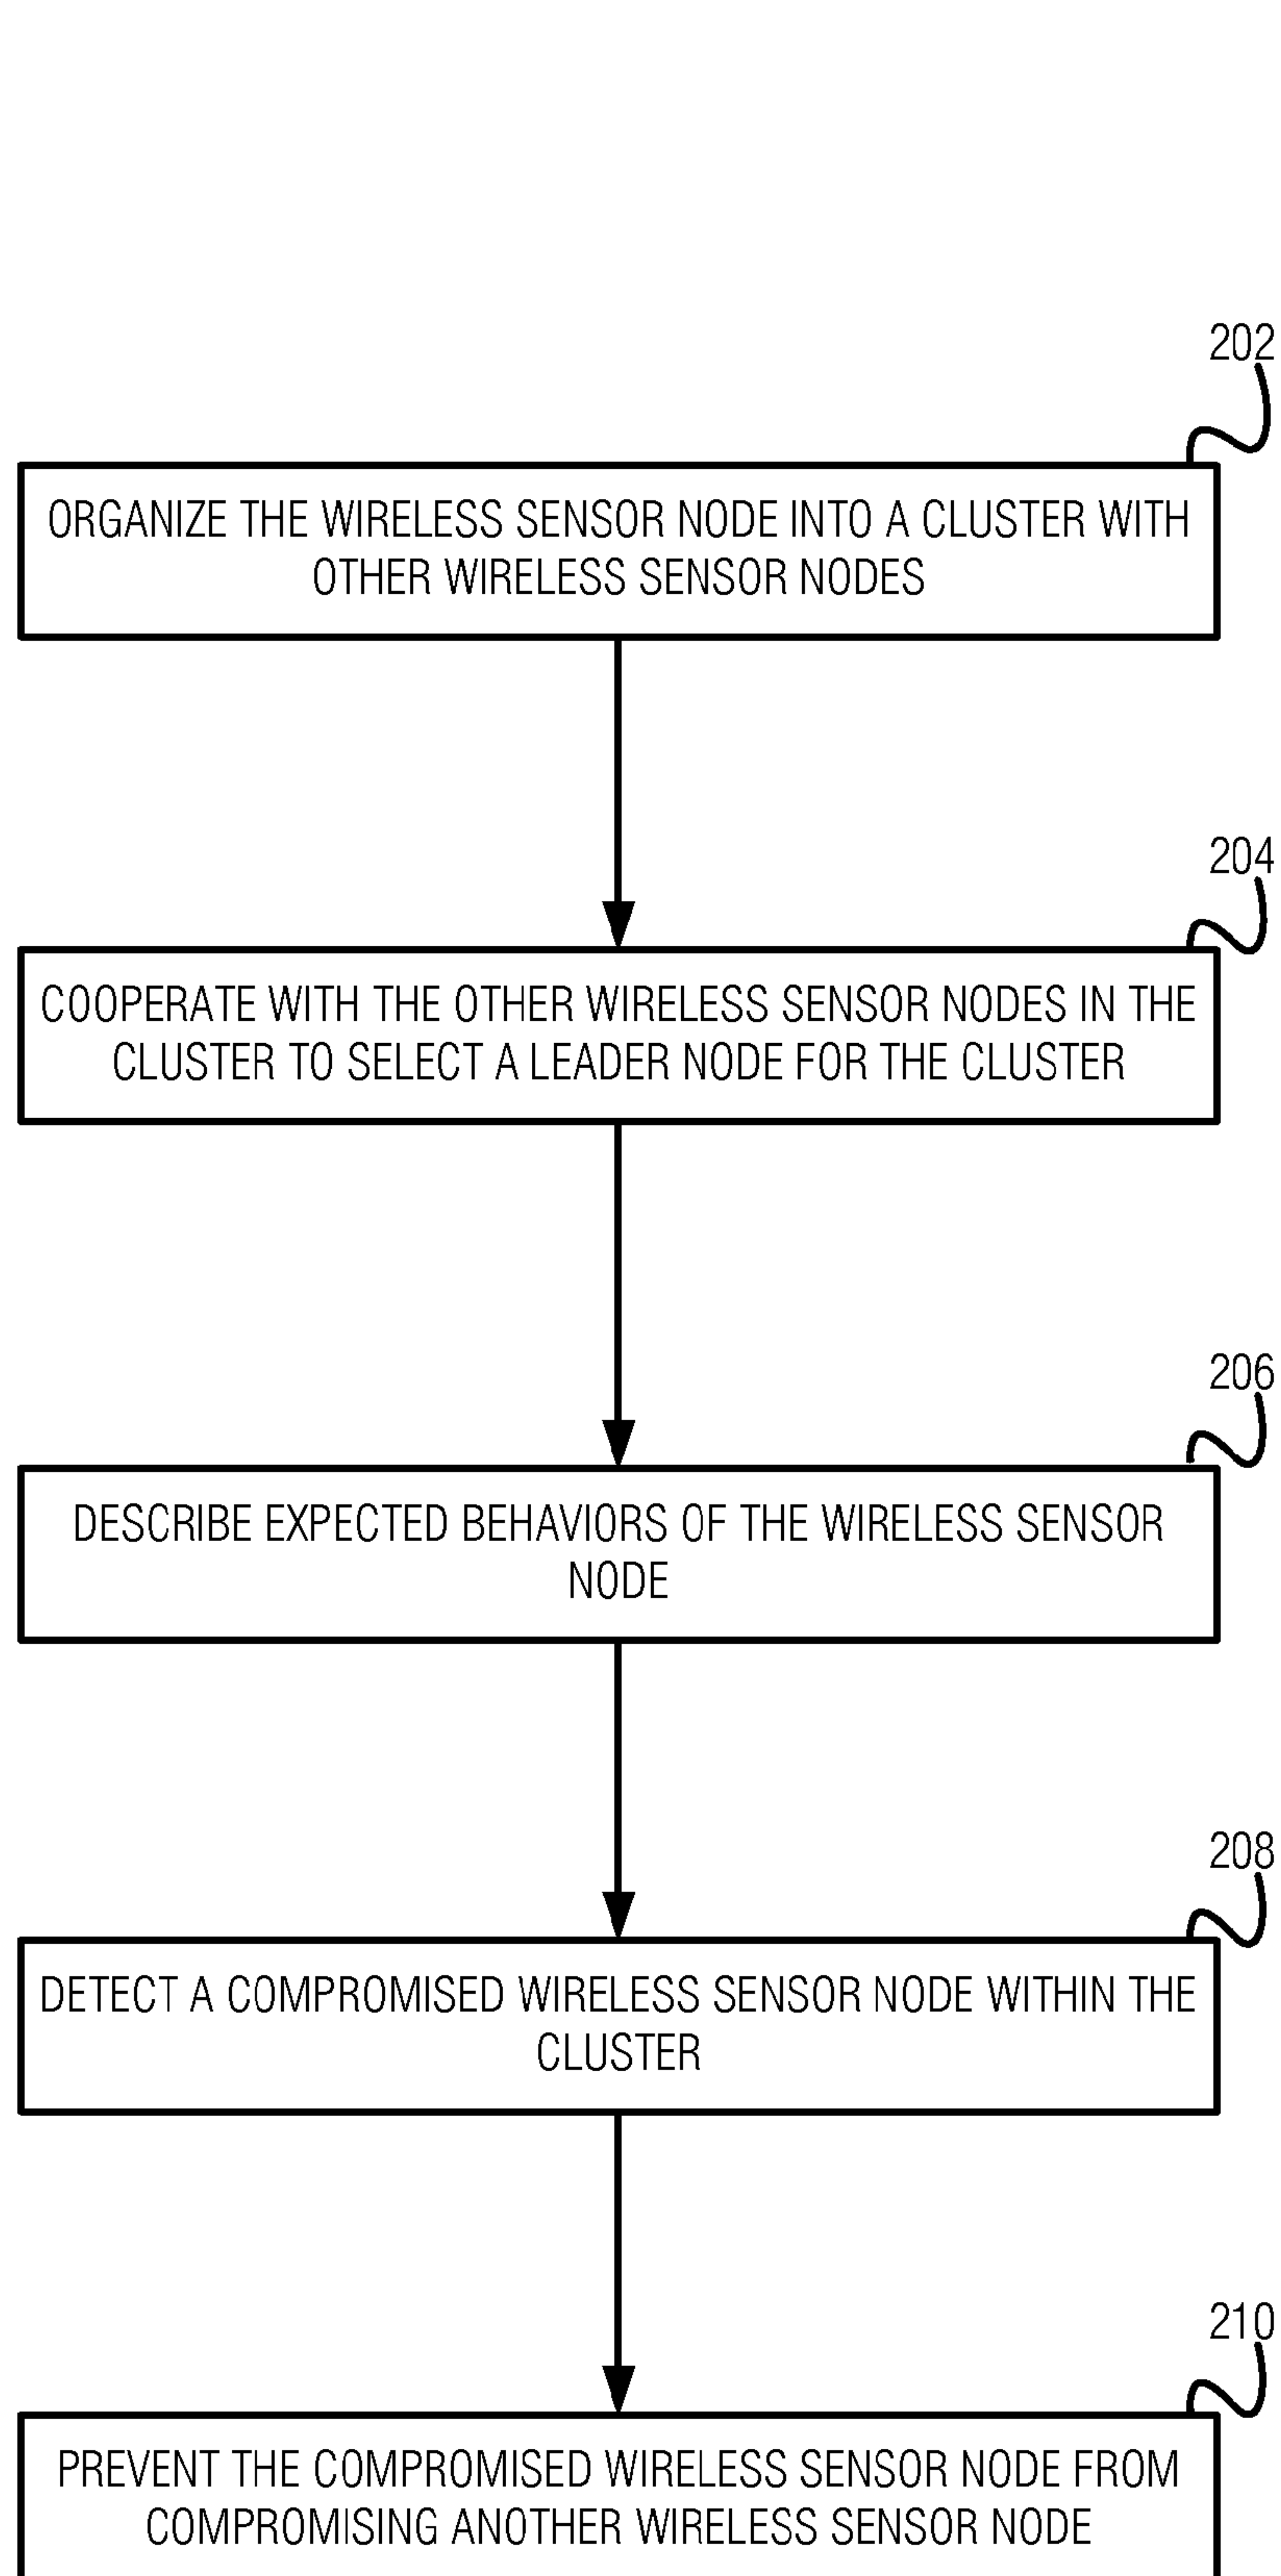 202
ORGANIZE THE WIRELESS SENSOR NODE INTO A CLUSTER WITH
OTHER WIRELESS SENSOR NODES
204
COOPERATE WITH THE OTHER WIRELESS SENSOR NODES IN THE
CLUSTER TO SELECT A LEADER NODE FOR THE CLUSTER
206
DESCRIBE EXPECTED BEHAVIORS OF THE WIRELESS SENSOR
NODE
208
DETECT A COMPROMISED WIRELESS SENSOR NODE WITHIN THE
CLUSTER
210
PREVENT THE COMPROMISED WIRELESS SENSOR NODE FROM
COMPROMISING ANOTHER WIRELESS SENSOR NODE